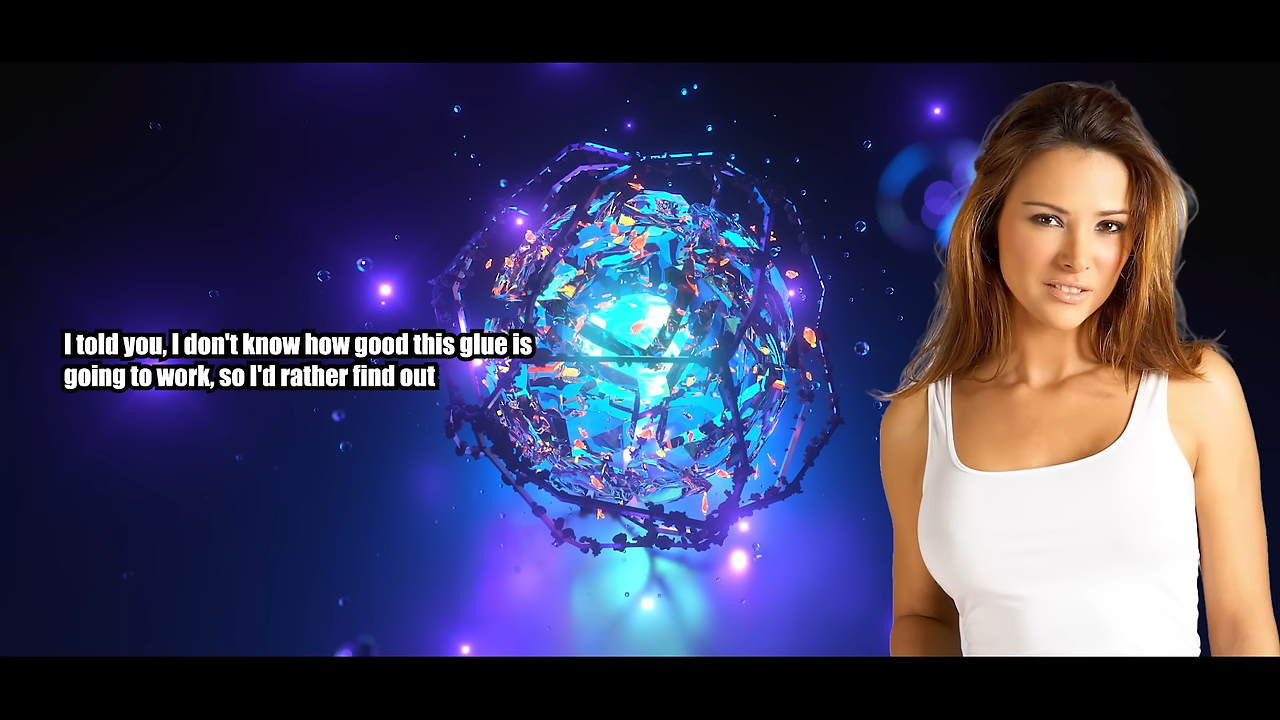 I told you, I don't know how good this glue is
going to work, so I'd rather find out